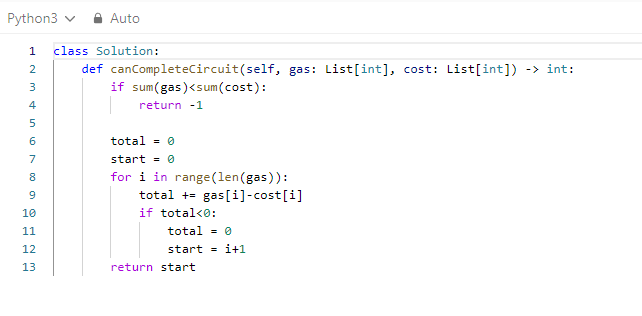 Python3 Auto
1 class Solution:
2 def canCompleteCircuit(self, gas: List[int], cost: List[int]) -> int:
3 if sum(gas)<sum(cost):
4 return -1
5
6 total = 0
7 start = 0
8 for i in range(len(gas)):
9 total += gas[i]-cost[i]
10 if total<0:
11 total = 0
12 start = i+1
13 return start